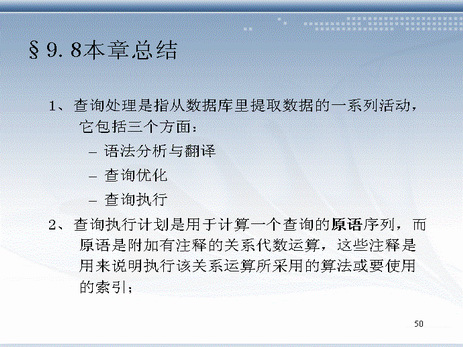 §9.8本章总结
1、查询处理是指从数据库里提取数据的一系列活动，
它包括三个方面：
– 语法分析与翻译
– 查询优化
– 查询执行
2、查询执行计划是用于计算一个查询的原语序列，而
原语是附加有注释的关系代数运算，这些注释是
用来说明执行该关系运算所采用的算法或要使用
的索引；
50